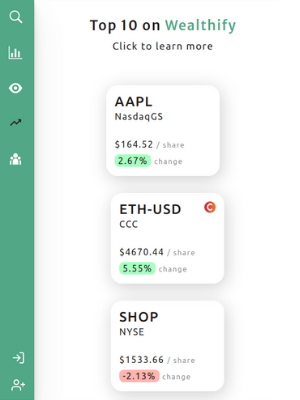 Top 10 on Wealthify
Click to learn more
AAPL
NasdaqGS
$164.52 / share
2.67% change
ETH-USD
CCC
$4670.44 / share
5.55% change
SHOP
NYSE
$1533.66 / share
-2.13% change